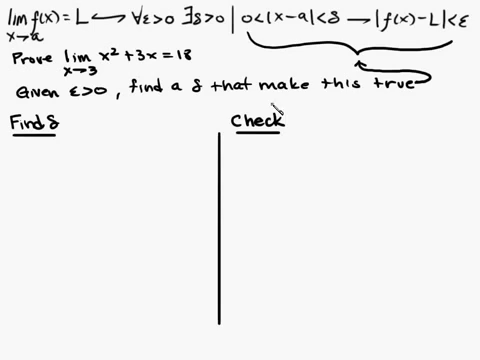 lim f(x) = L ⟷ ∀ε>0 ∃δ>0 | 0<|x-a|<δ → |f(x)-L|<ε
x→a
Prove lim x² + 3x = 18
x→3
Given ε>0, find a δ that make this true
Find δ
Check